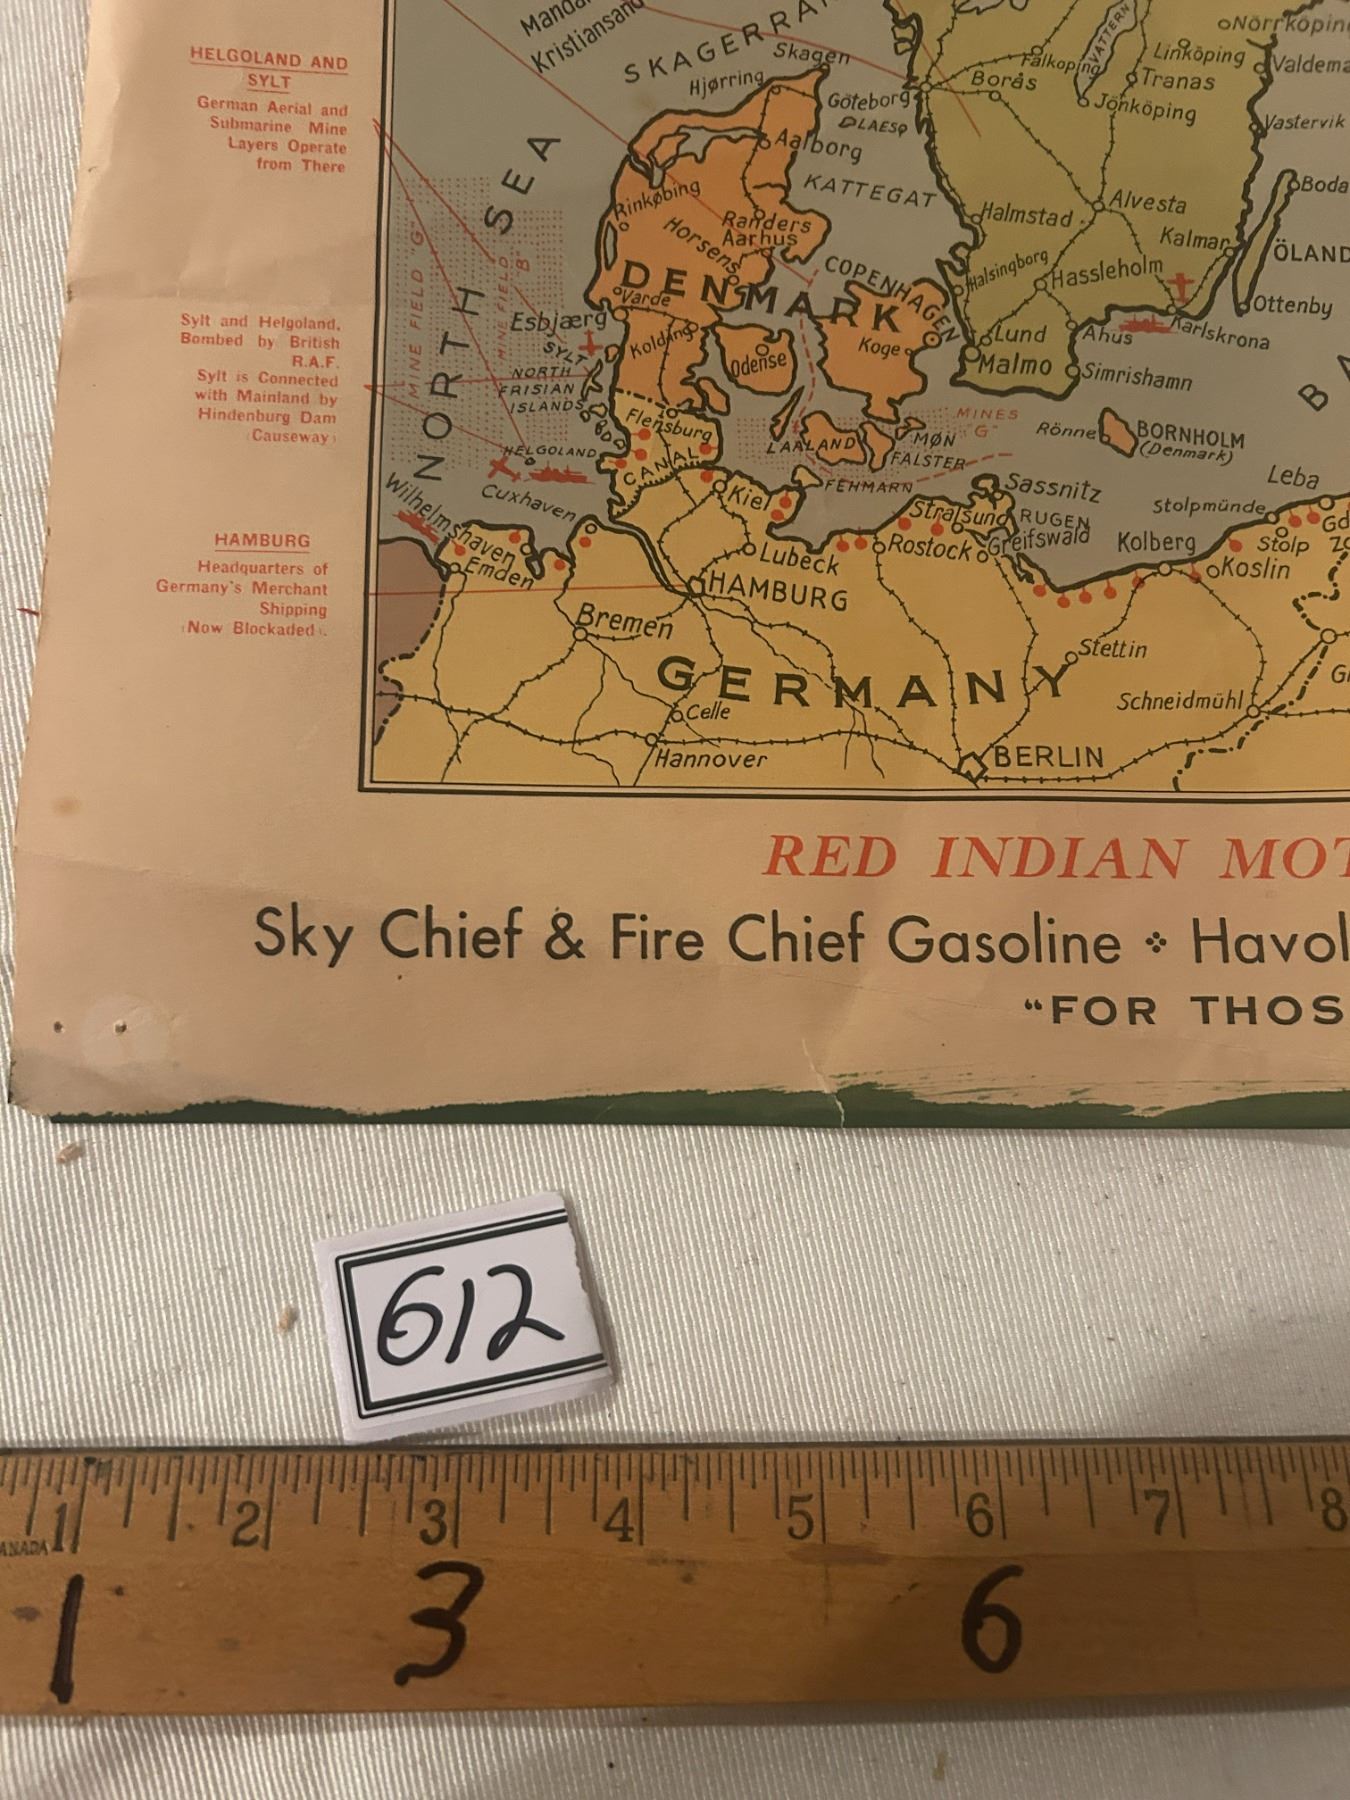 HELGOLAND AND
SYLT
German Aerial and
Submarine Mine
Layers Operate
from There
Sylt and Helgoland,
Bombed by British
R.A.F.
Sylt is Connected
with Mainland by
Hindenburg Dam
(Causeway)
HAMBURG
Headquarters of
Germany's Merchant
Shipping
(Now Blockaded).
Kristiansand
SKAGERRA
Skagen
Hjørring
Göteborg
LAESØ
Aalborg
KATTEGAT
Rinkøbing
Randers
Aarhus
Horsens
DENMARK
COPENHAGEN
Varde
Esbjærg
Kolding
Odense
Koge
NORTH SEA
MINE FIELD "G"
MINE FIELD "B"
SYLT
NORTH
FRISIAN
ISLANDS
HELGOLAND
Flensburg
CANAL
LAALAND
MØN
FALSTER
MINES
"G"
FEHMARN
Norrköping
Linköping
Falkoping
VATTERN
Valdema
Borås
Tranas
Jönköping
Vastervik
Boda
Alvesta
Halmstad
Kalmar
ÖLAND
Halsingborg
Hassleholm
Ottenby
Lund
Ahus
Karlskrona
Malmo
Simrishamn
B A
Rönne
BORNHOLM
(Denmark)
Leba
Sassnitz
Stolpmünde
Wilhelmshaven
Cuxhaven
Kiel
Stralsund
RUGEN
Greifswald
Kolberg
Stolp
Gd
Zo
Emden
Lubeck
Rostock
Koslin
HAMBURG
Bremen
Stettin
GERMANY
Schneidmühl
Celle
Hannover
BERLIN
RED INDIAN MOT
Sky Chief & Fire Chief Gasoline Havol
"FOR THOS
612
1 2 3 4 5 6 7 8
CANADA
1 3 6